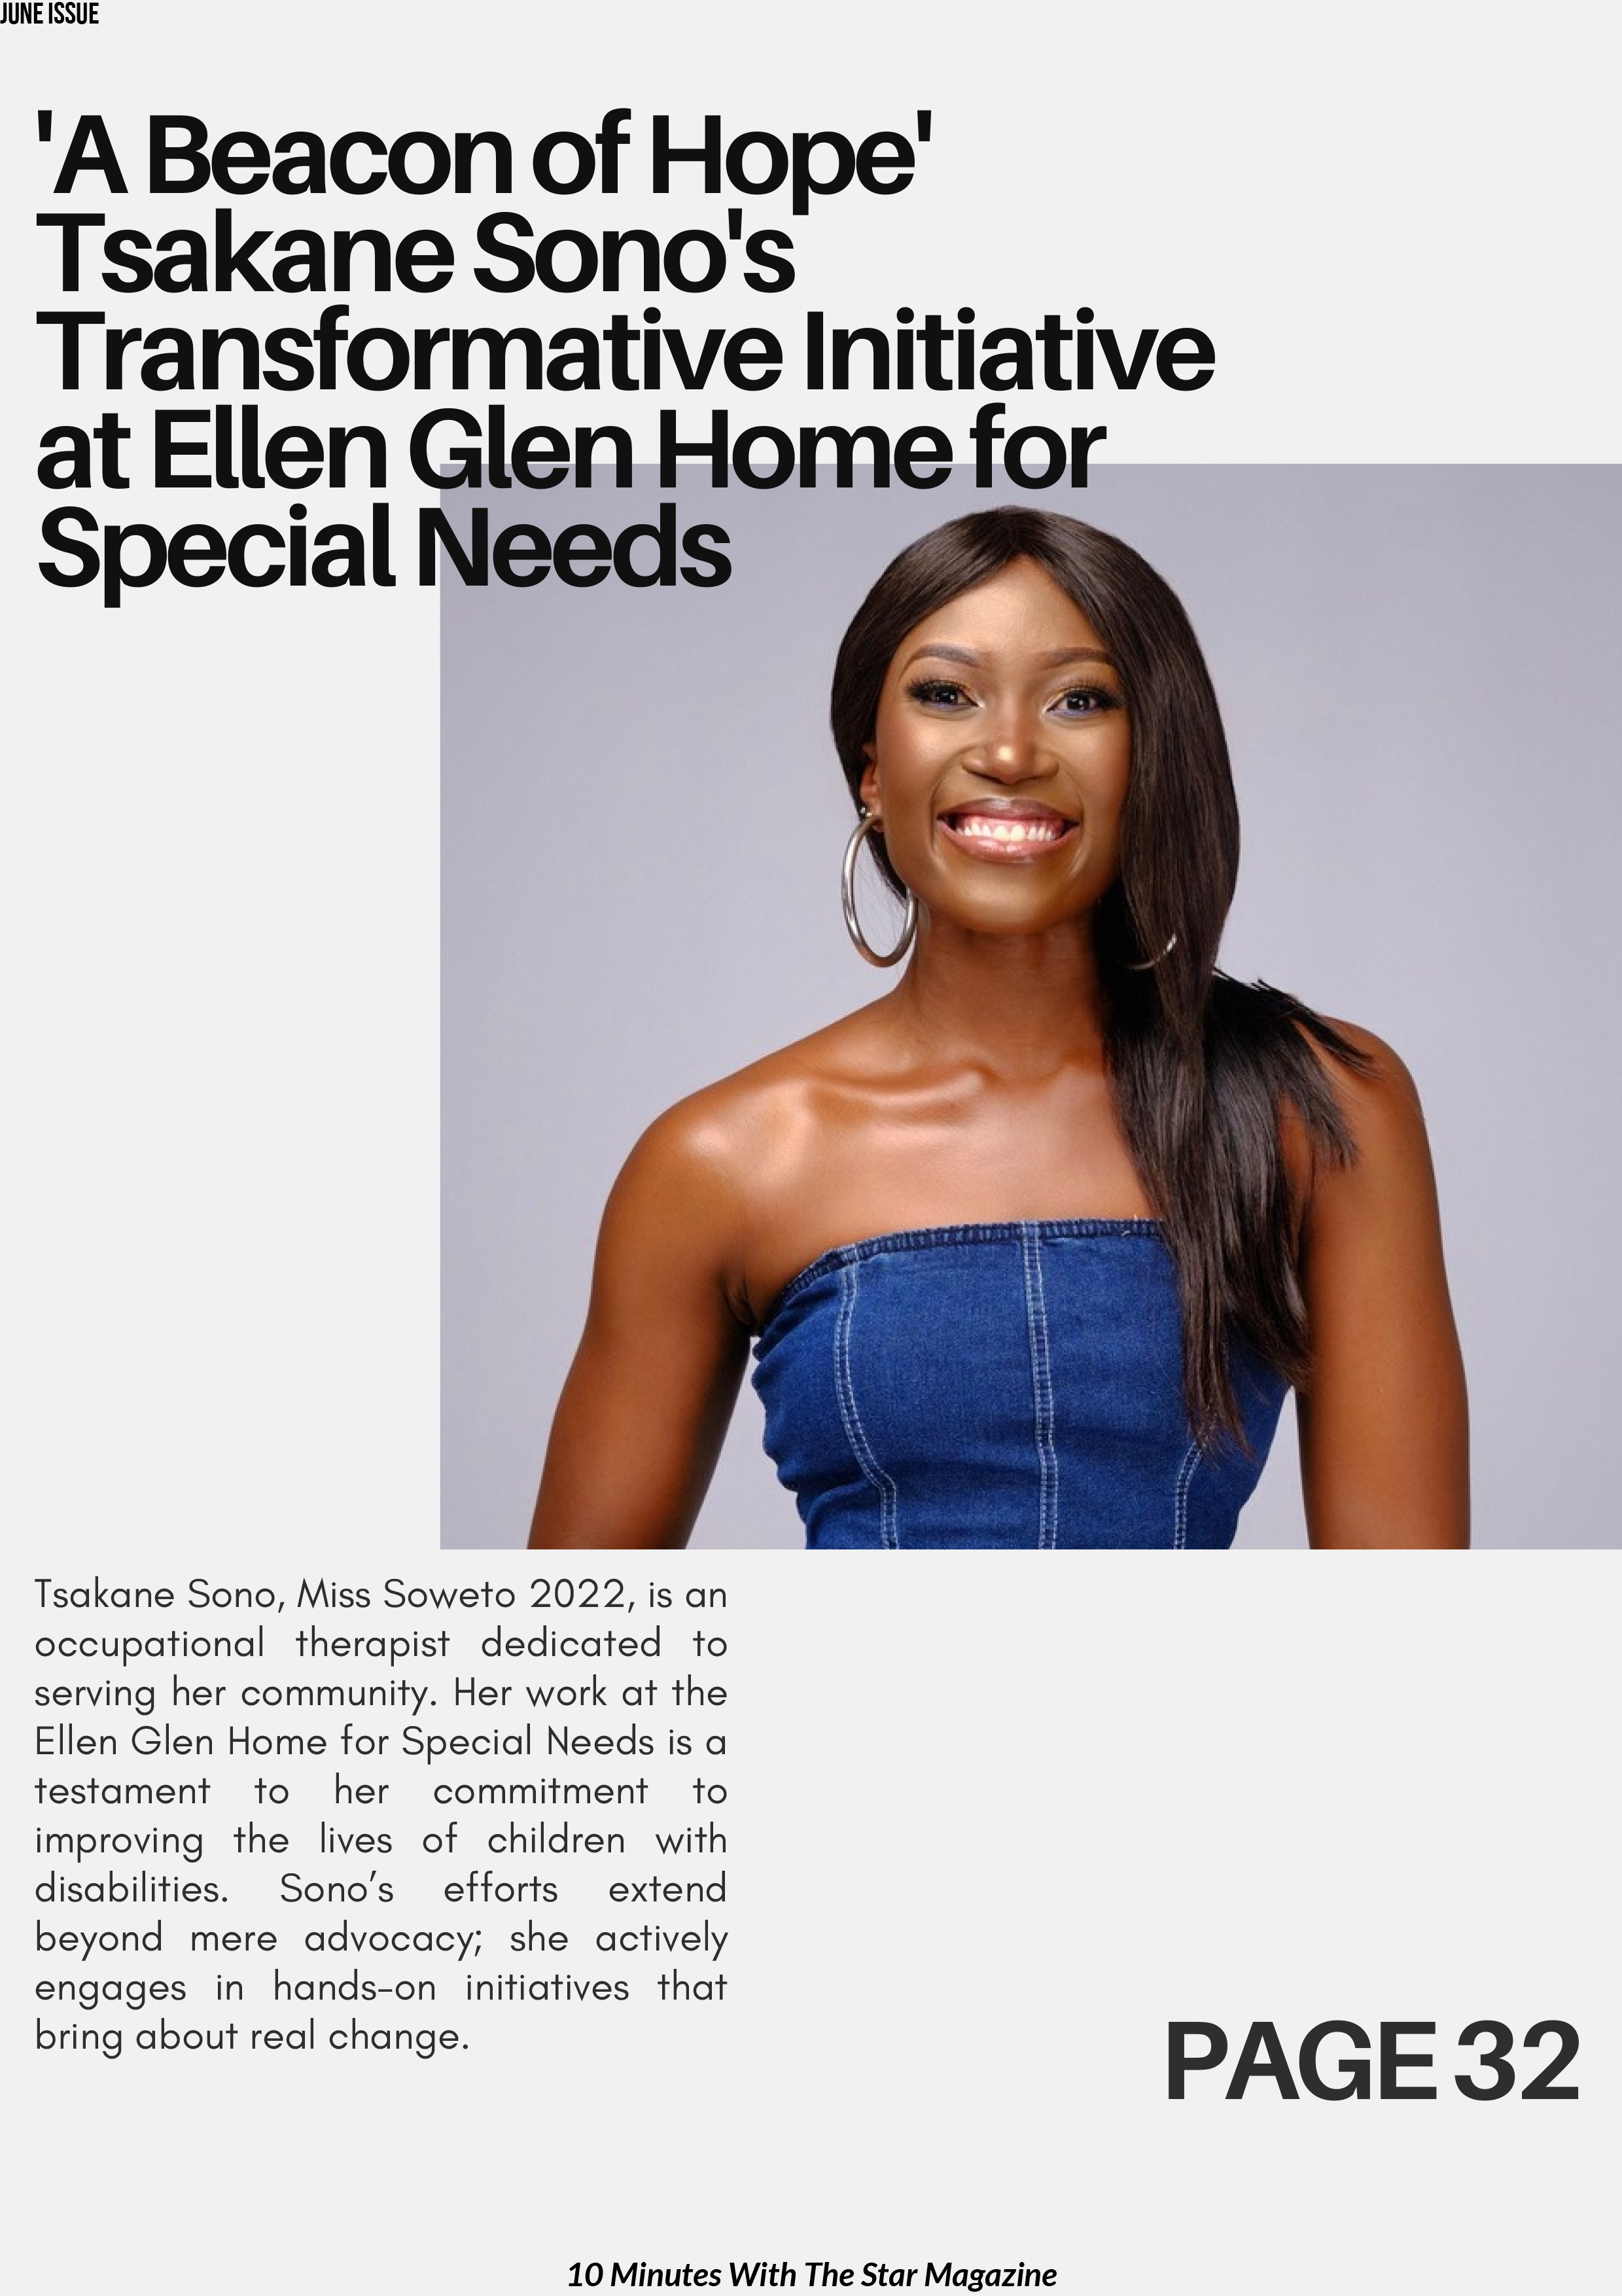 JUNE ISSUE
'A Beacon of Hope'
Tsakane Sono's
Transformative Initiative
at Ellen Glen Home for
Special Needs
Tsakane Sono, Miss Soweto 2022, is an
occupational therapist dedicated to
serving her community. Her work at the
Ellen Glen Home for Special Needs is a
testament to her commitment to
improving the lives of children with
disabilities. Sono’s efforts extend
beyond mere advocacy; she actively
engages in hands-on initiatives that
bring about real change.
PAGE 32
10 Minutes With The Star Magazine